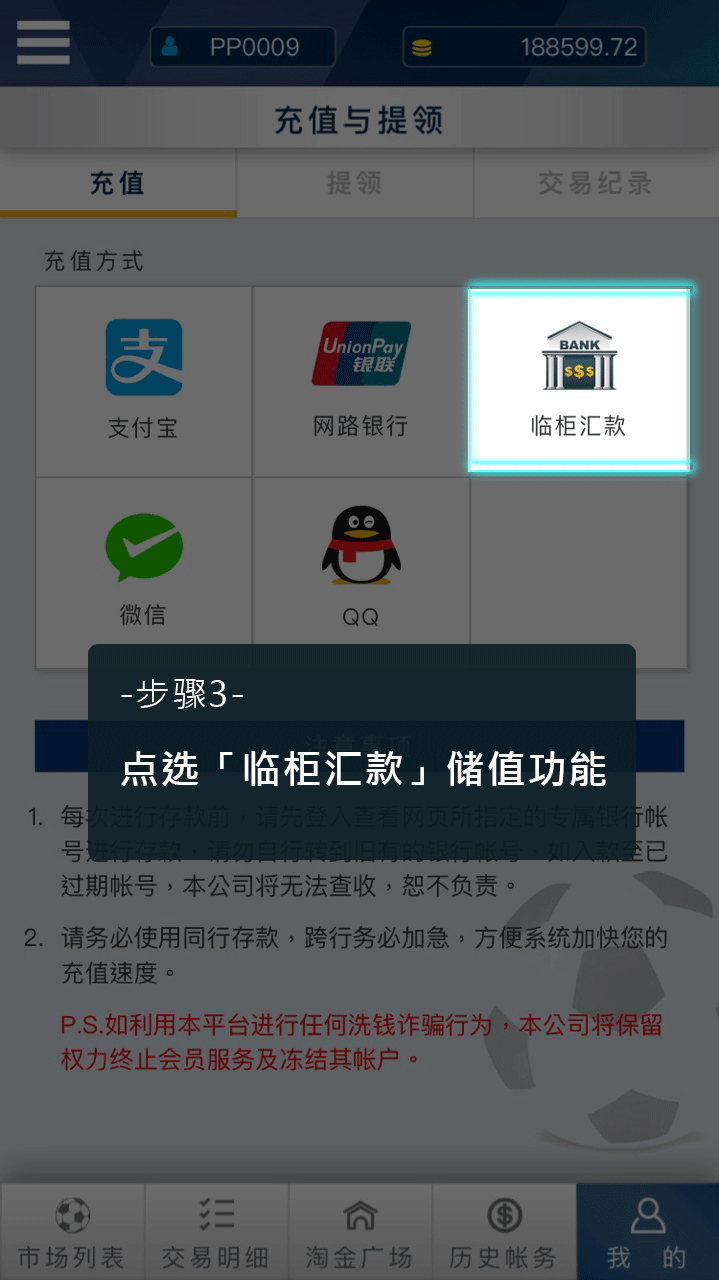 PP0009
188599.72
充值与提领
充值
提领
交易纪录
充值方式
支付宝
UnionPay
银联
网路银行
BANK
$$$
临柜汇款
微信
QQ
注意事项
-步骤3-
点选「临柜汇款」储值功能
1. 每次进行存款前，请先登入查看网页所指定的专属银行帐
号进行存款，请勿自行转到旧有的银行帐号，如入款至已
过期帐号，本公司将无法查收，恕不负责。
2. 请务必使用同行存款，跨行务必加急，方便系统加快您的
充值速度。
P.S.如利用本平台进行任何洗钱诈骗行为，本公司将保留
权力终止会员服务及冻结其帐户。
市场列表
交易明细
淘金广场
历史帐务
我的